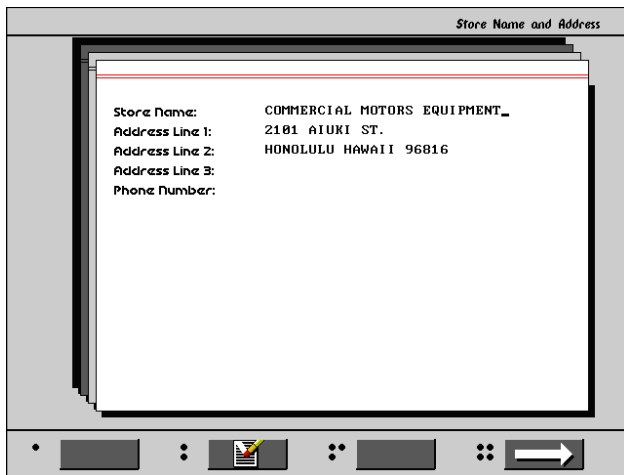 Store Name and Address
Store Name: COMMERCIAL MOTORS EQUIPMENT_
Address Line 1: 2101 AIUKI ST.
Address Line 2: HONOLULU HAWAII 96816
Address Line 3:
Phone Number: